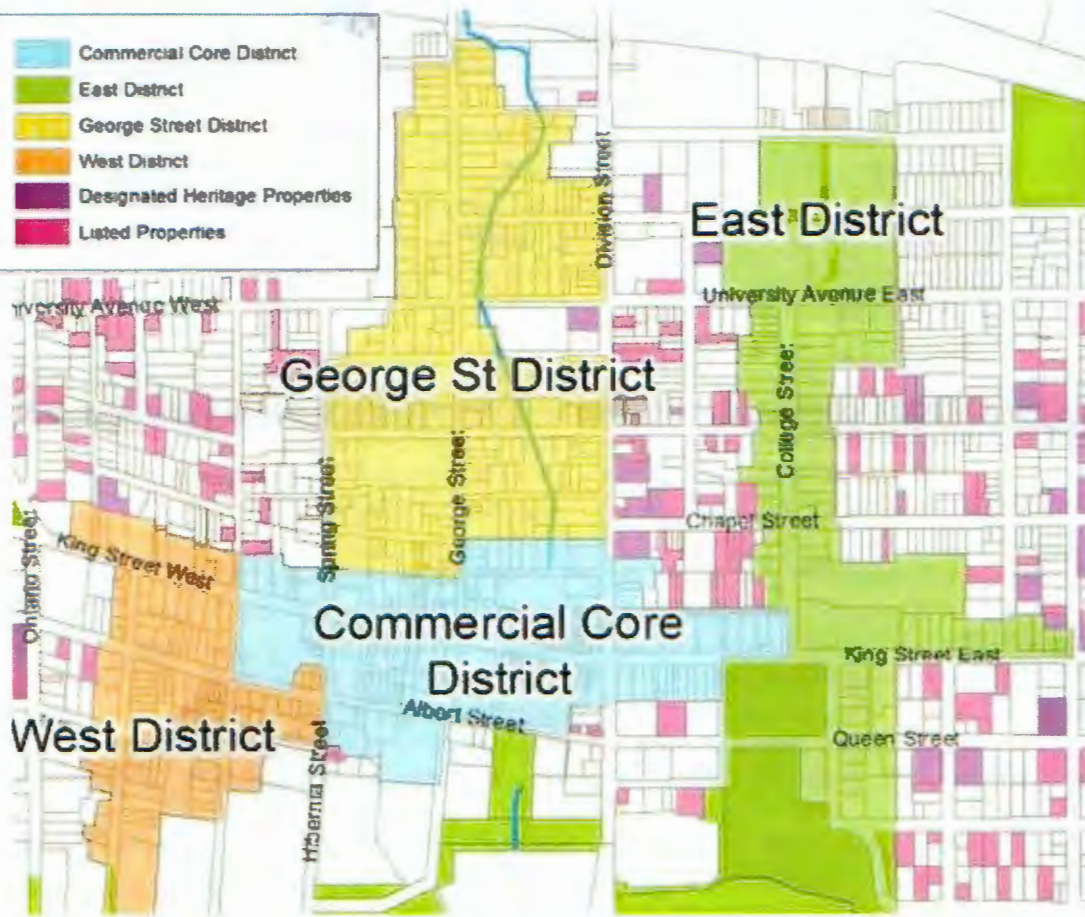 Commercial Core District
East District
George Street District
West District
Designated Heritage Properties
Listed Properties
Division Street
East District
University Avenue East
iversity Avenue West
George St District
College Street
Spring Street
George Street
Chapel Street
Ontario Street
King Street West
Commercial Core
District
King Street East
Albert Street
West District
Queen Street
Hibernia Street